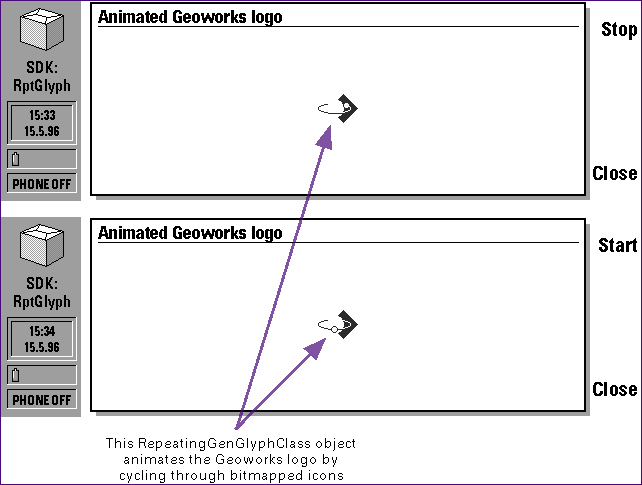 Animated Geoworks logo
Stop
SDK:
RptGlyph
15:33
15.5.96
PHONE OFF
Close
Animated Geoworks logo
Start
SDK:
RptGlyph
15:34
15.5.96
PHONE OFF
Close
This RepeatingGenGlyphClass object
animates the Geoworks logo by
cycling through bitmapped icons